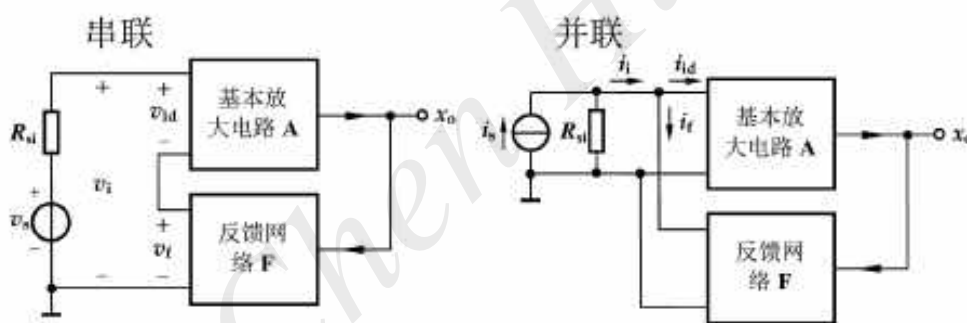 串联
+
+
v_id
−
R_si
v_i
+
v_s
−
+
v_f
−
−
基本放
大电路 A
反馈网
络 F
x_o
并联
i_i
i_id
i_s
R_si
i_f
基本放
大电路 A
反馈网
络 F
Chen H